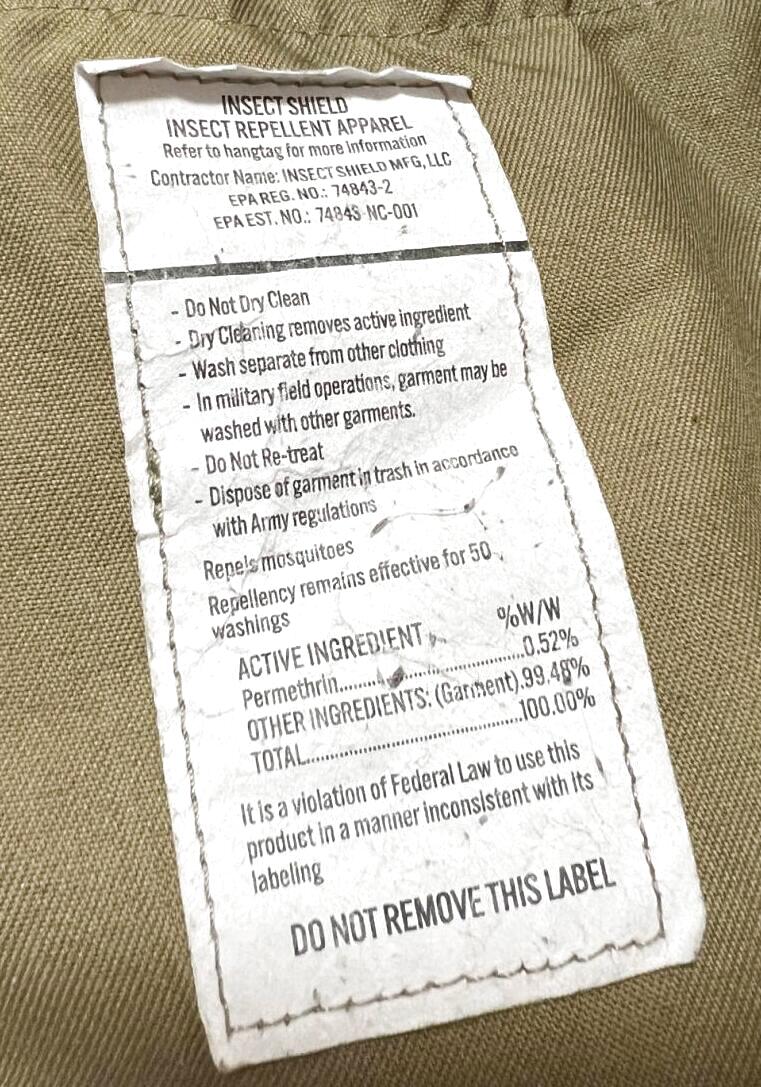 INSECT SHIELD
INSECT REPELLENT APPAREL
Refer to hangtag for more information
Contractor Name: INSECT SHIELD MFG, LLC
EPA REG. NO.: 74843-2
EPA EST. NO.: 74843-NC-001
- Do Not Dry Clean
- Dry Cleaning removes active ingredient
- Wash separate from other clothing
- In military field operations, garment may be
washed with other garments.
- Do Not Re-treat
- Dispose of garment in trash in accordance
with Army regulations
Repels mosquitoes
Repellency remains effective for 50
washings
ACTIVE INGREDIENT %W/W
Permethrin..............................0.52%
OTHER INGREDIENTS: (Garment).99.48%
TOTAL....................................100.00%
It is a violation of Federal Law to use this
product in a manner inconsistent with its
labeling
DO NOT REMOVE THIS LABEL